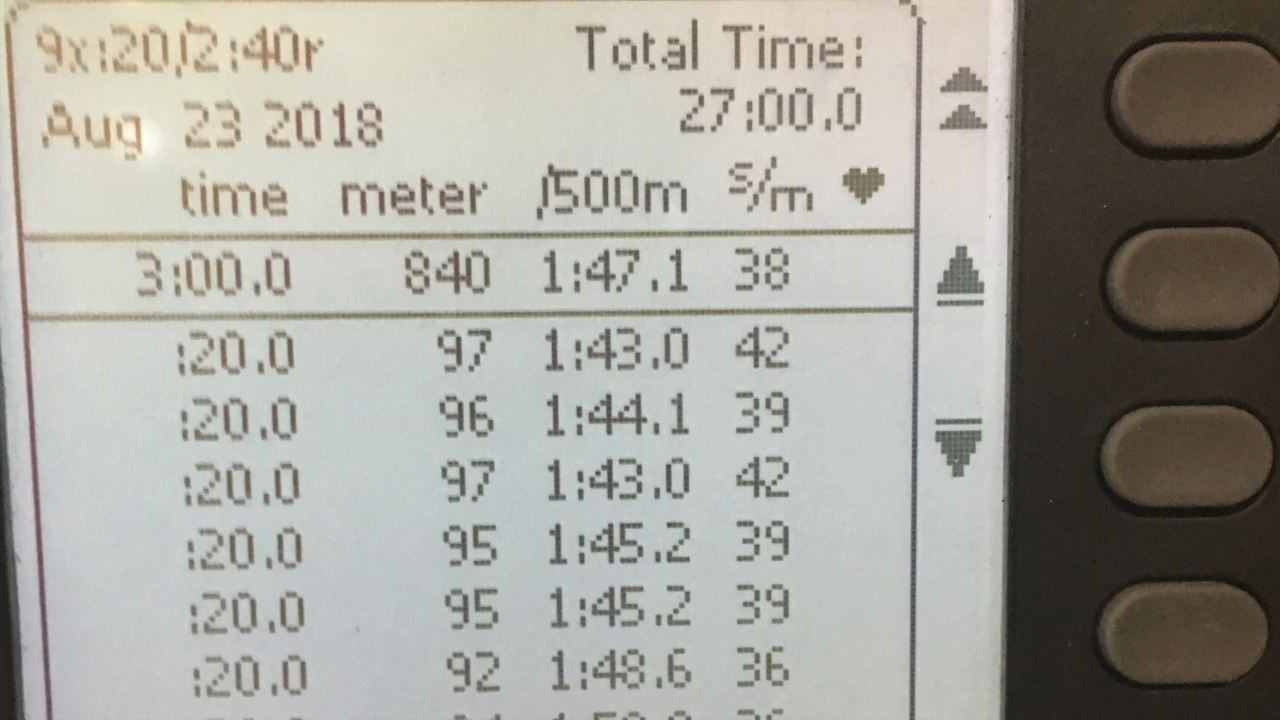 9x:20/2:40r Total Time:
Aug 23 2018 27:00.0
time meter /500m s/m ♥
3:00.0 840 1:47.1 38
:20.0 97 1:43.0 42
:20.0 96 1:44.1 39
:20.0 97 1:43.0 42
:20.0 95 1:45.2 39
:20.0 95 1:45.2 39
:20.0 92 1:48.6 36